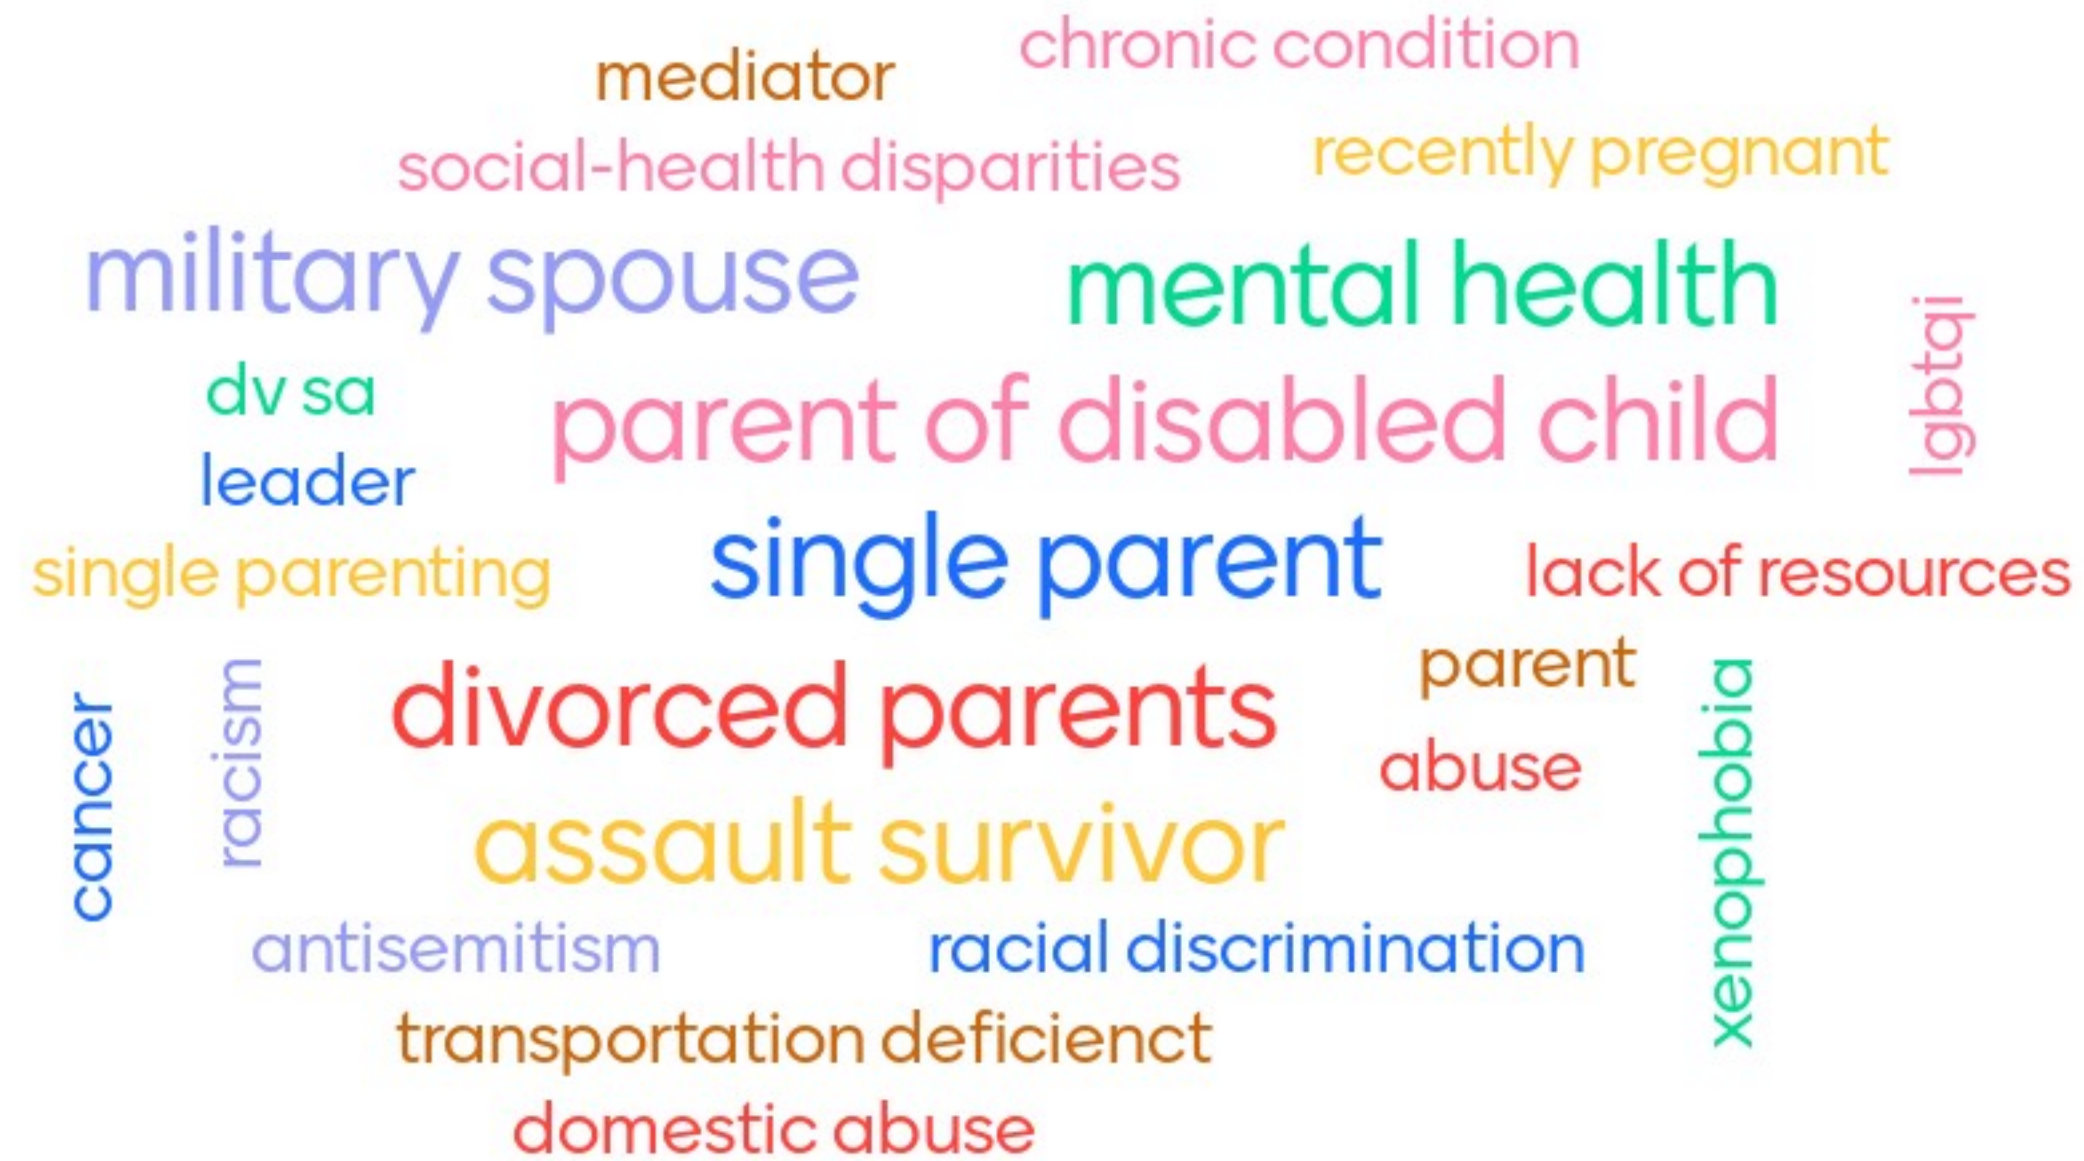 chronic condition
mediator
social-health disparities
recently pregnant
military spouse
mental health
lgbtqi
dv sa
parent of disabled child
leader
single parent
single parenting
lack of resources
parent
cancer
racism
divorced parents
xenophobia
abuse
assault survivor
antisemitism
racial discrimination
transportation deficienct
domestic abuse